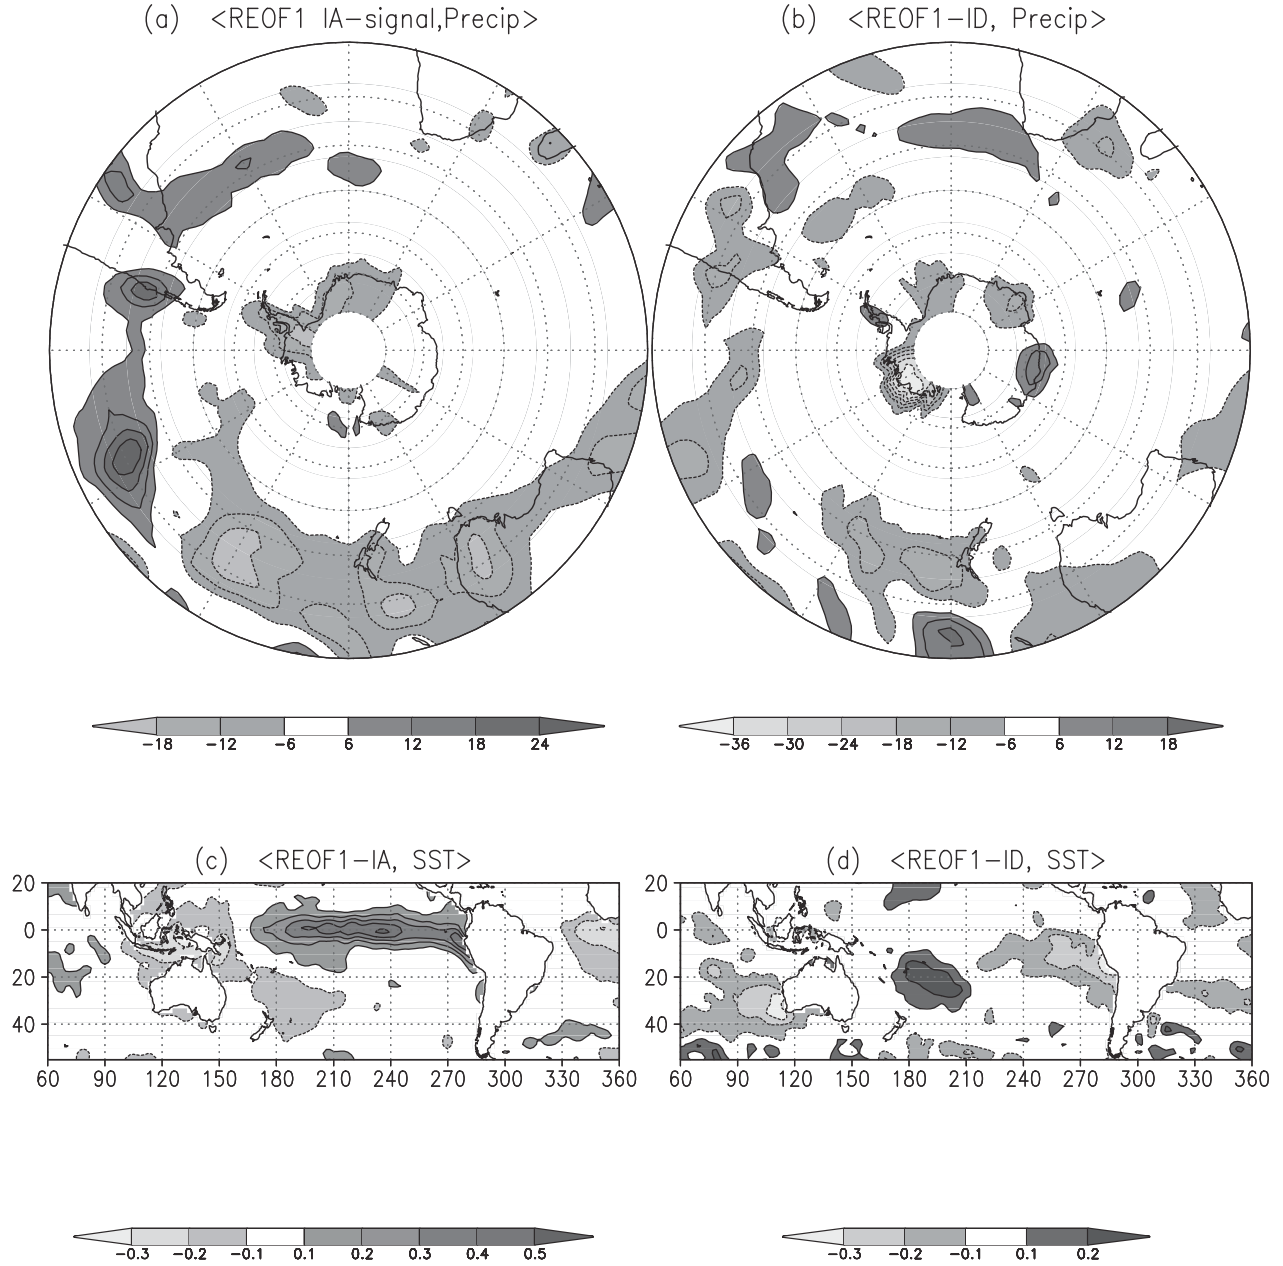 (a) <REOF1 IA-signal,Precip>
(b) <REOF1-ID, Precip>
-18 -12 -6 6 12 18 24
-36 -30 -24 -18 -12 -6 6 12 18
(c) <REOF1-IA, SST>
(d) <REOF1-ID, SST>
20
0
20
40
60 90 120 150 180 210 240 270 300 330 360
20
0
20
40
60 90 120 150 180 210 240 270 300 330 360
-0.3 -0.2 -0.1 0.1 0.2 0.3 0.4 0.5
-0.3 -0.2 -0.1 0.1 0.2